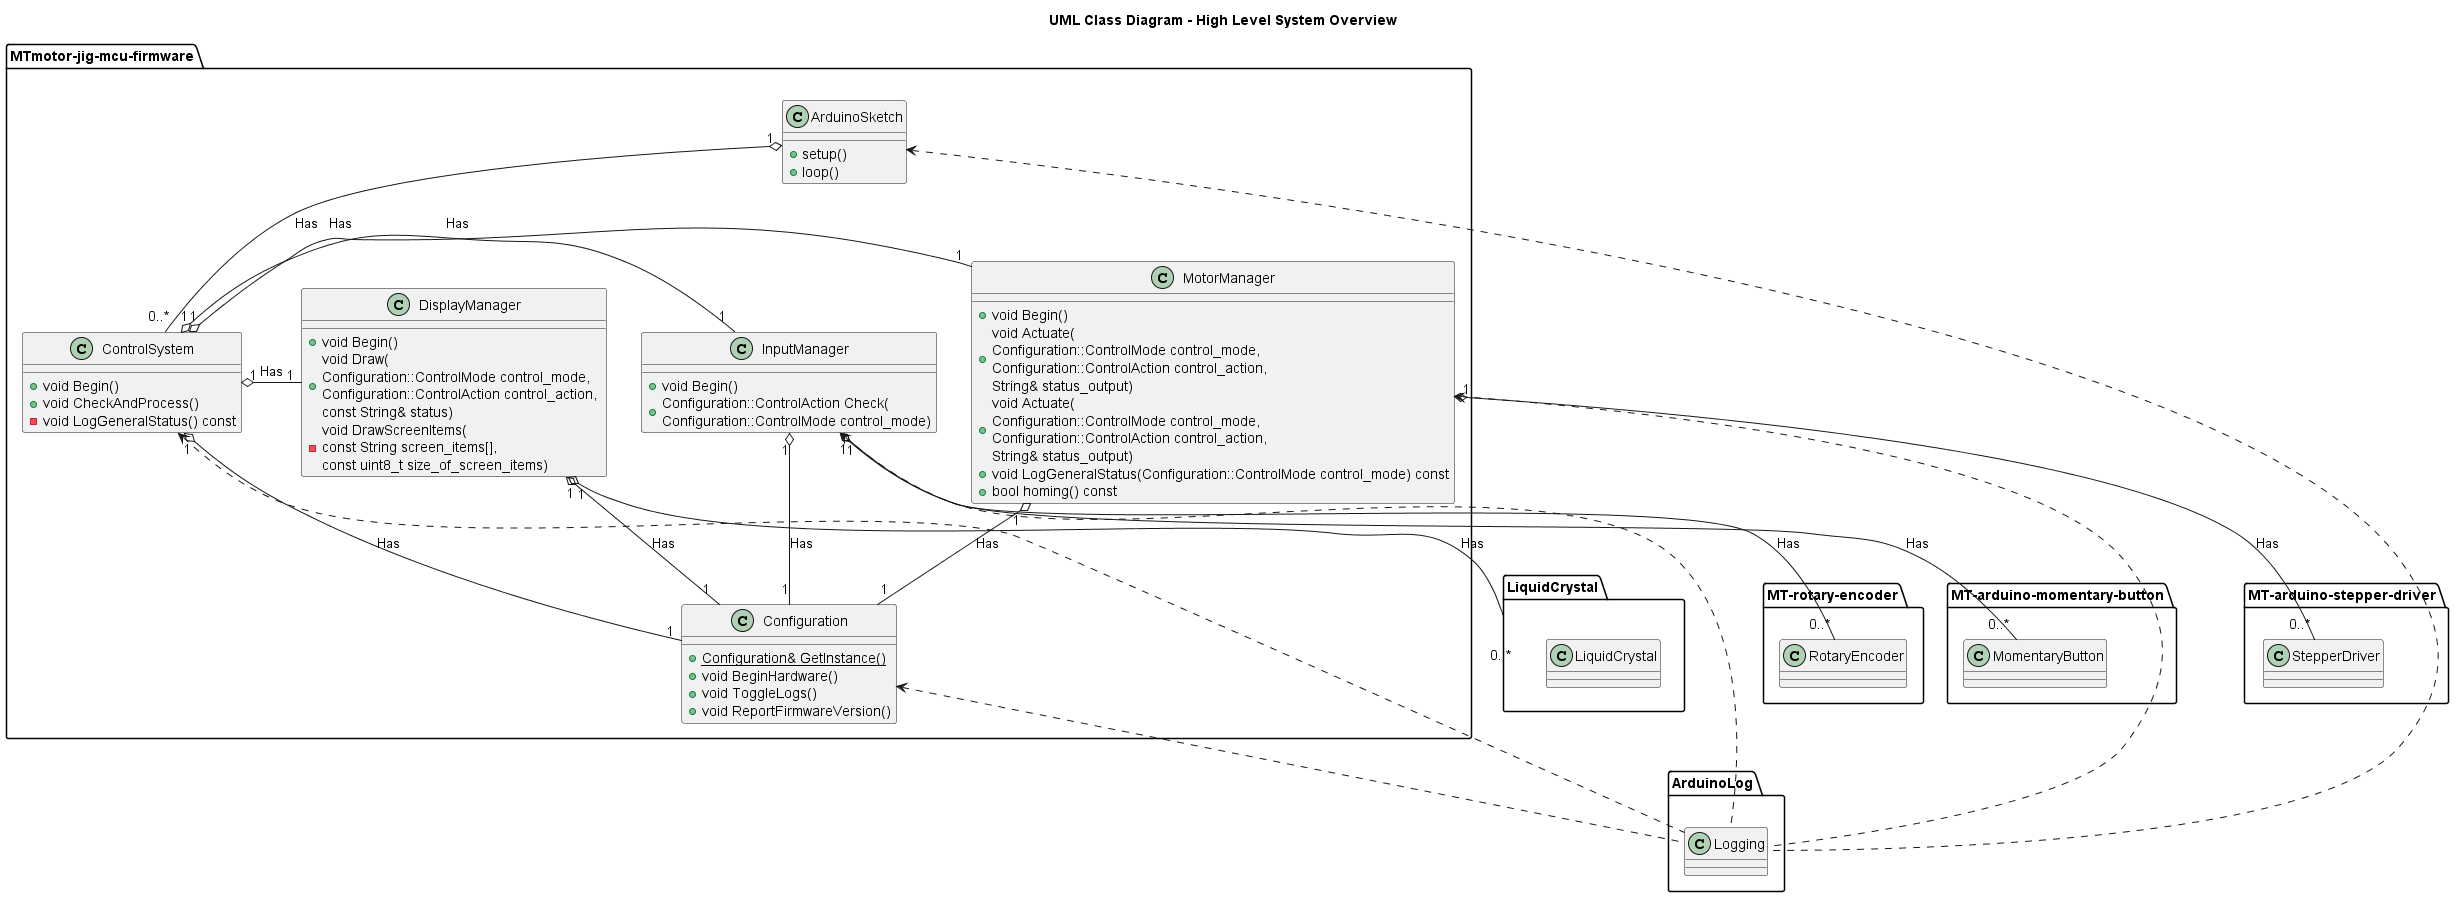 UML Class Diagram - High Level System Overview
MTmotor-jig-mcu-firmware
C ArduinoSketch
setup()
loop()
1
Has
Has
Has
0..*
1
1
1
1
C ControlSystem
void Begin()
void CheckAndProcess()
void LogGeneralStatus() const
1
Has
1
1
C DisplayManager
void Begin()
void Draw(
Configuration::ControlMode control_mode,
Configuration::ControlAction control_action,
const String& status)
void DrawScreenItems(
const String screen_items[],
const uint8_t size_of_screen_items)
1
1
C InputManager
void Begin()
Configuration::ControlAction Check(
Configuration::ControlMode control_mode)
1
1
1
C MotorManager
void Begin()
void Actuate(
Configuration::ControlMode control_mode,
Configuration::ControlAction control_action,
String& status_output)
void Actuate(
Configuration::ControlMode control_mode,
Configuration::ControlAction control_action,
String& status_output)
void LogGeneralStatus(Configuration::ControlMode control_mode) const
bool homing() const
1
1
Has
Has
Has
Has
Has
Has
Has
Has
1
1
1
1
C Configuration
Configuration& GetInstance()
void BeginHardware()
void ToggleLogs()
void ReportFirmwareVersion()
LiquidCrystal
0..*
C LiquidCrystal
MT-rotary-encoder
0..*
C RotaryEncoder
MT-arduino-momentary-button
0..*
C MomentaryButton
MT-arduino-stepper-driver
0..*
C StepperDriver
ArduinoLog
C Logging